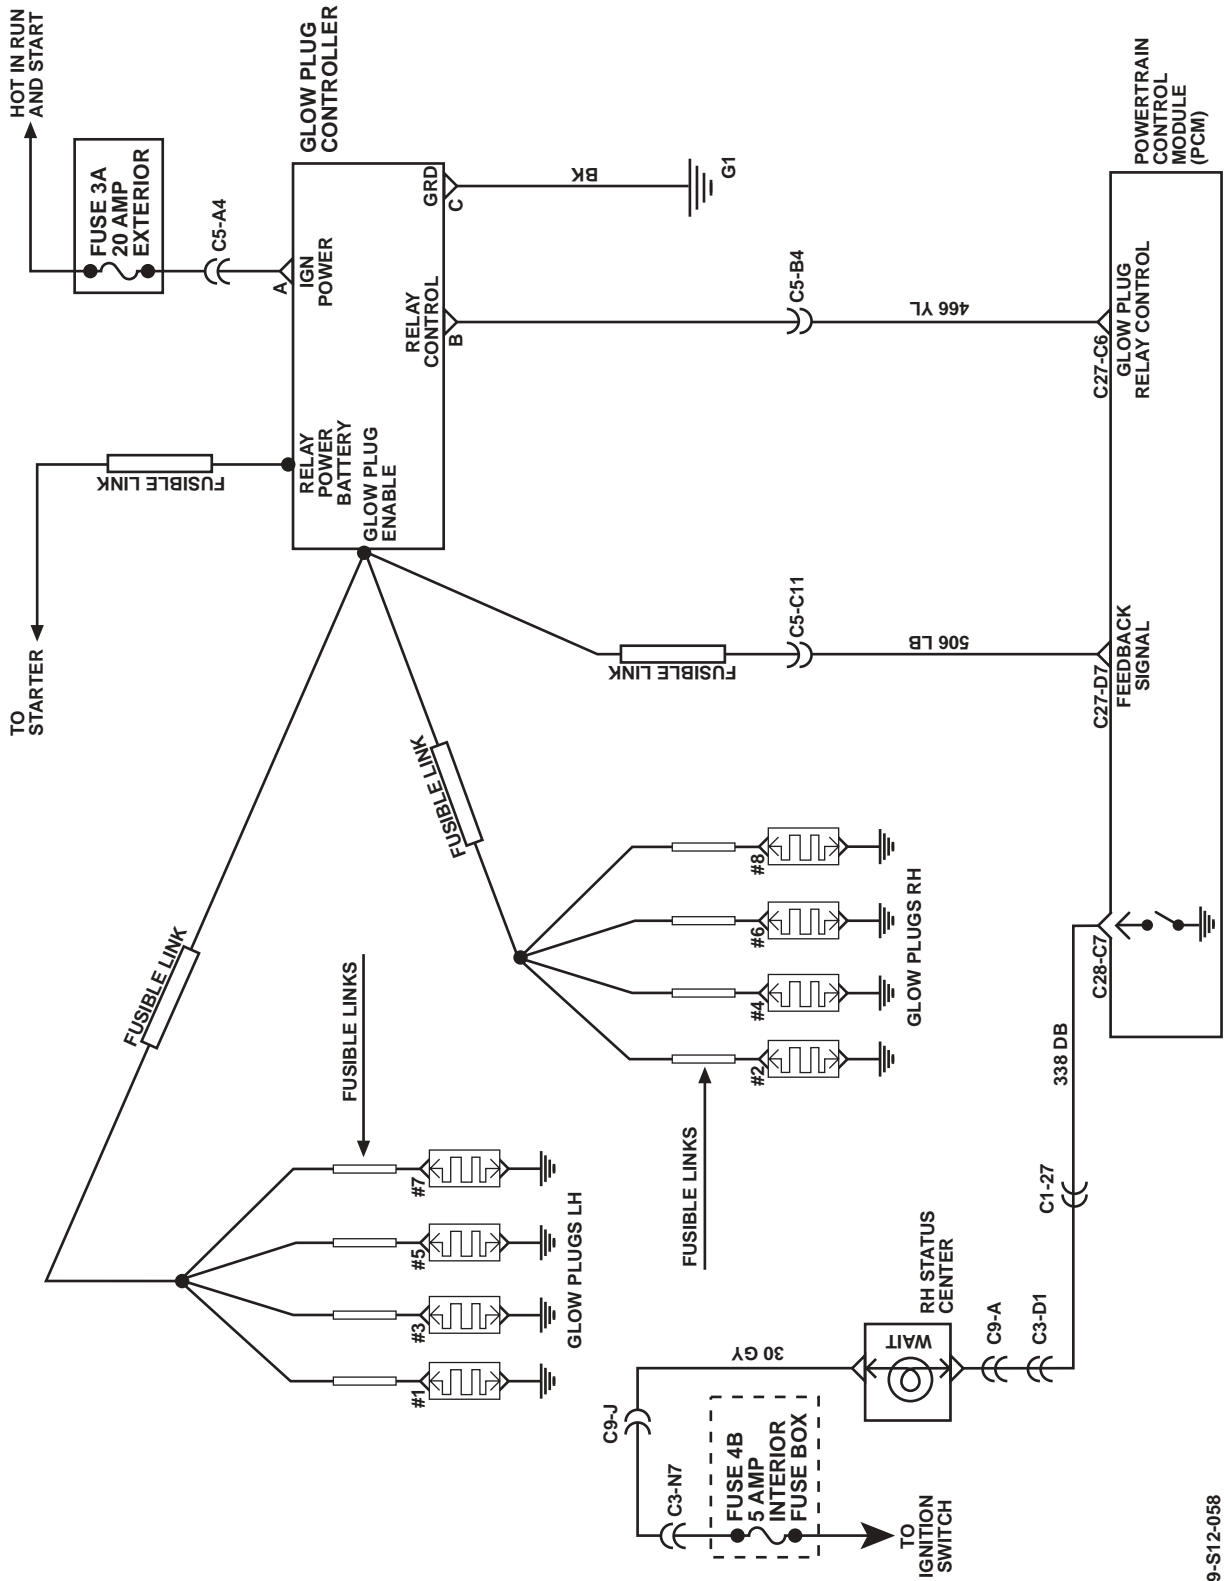 HOT IN RUN
AND START
FUSE 3A
20 AMP
EXTERIOR
C5-A4
GLOW PLUG
CONTROLLER
A
IGN
POWER
GRD
C
BK
G1
RELAY
CONTROL
B
C5-B4
466 YL
C27-C6
GLOW PLUG
RELAY CONTROL
POWERTRAIN
CONTROL
MODULE
(PCM)
TO
STARTER
FUSIBLE LINK
RELAY
POWER
BATTERY
GLOW PLUG
ENABLE
FUSIBLE LINK
C5-C11
506 LB
C27-D7
FEEDBACK
SIGNAL
FUSIBLE LINK
FUSIBLE LINK
FUSIBLE LINKS
#8
#6
#4
#2
GLOW PLUGS RH
FUSIBLE LINKS
#7
#5
#3
#1
GLOW PLUGS LH
C28-C7
338 DB
C1-27
RH STATUS
CENTER
WAIT
C9-A
C3-D1
30 GY
C9-J
C3-N7
FUSE 4B
5 AMP
INTERIOR
FUSE BOX
TO
IGNITION
SWITCH
9-S12-058